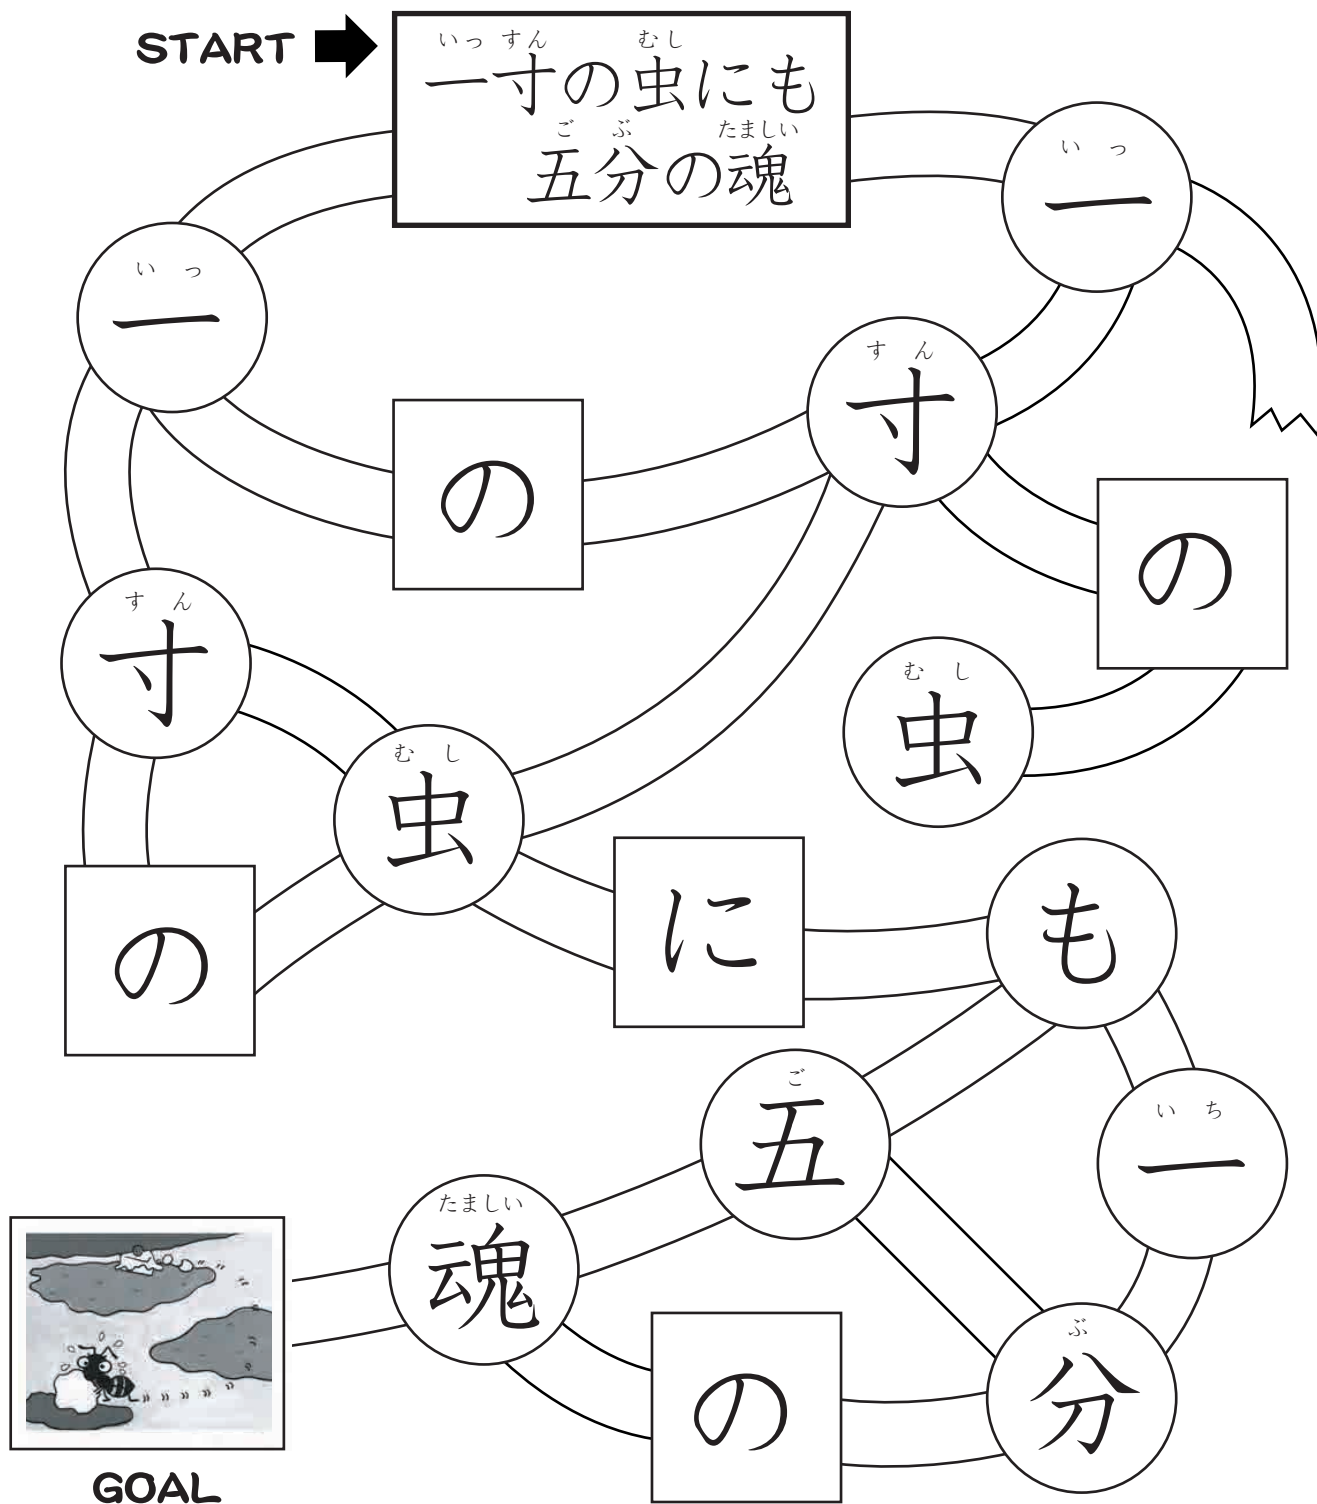 START
いっすん むし
一寸の虫にも
ごぶ たましい
五分の魂
いっ
一
いっ
一
すん
寸
の
の
すん
寸
むし
虫
むし
虫
に
も
の
ご
五
いち
一
たましい
魂
ぶ
分
の
GOAL